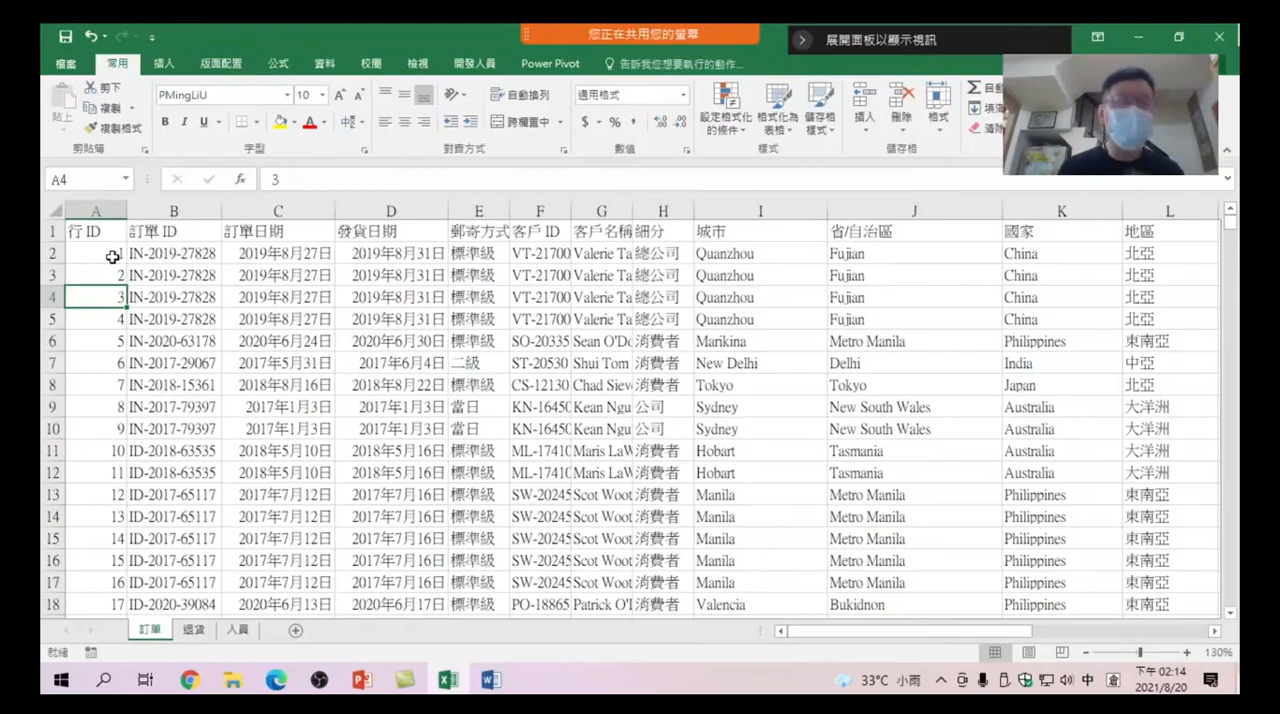 您正在共用您的螢幕
展開面板以顯示視訊
檔案 常用 插入 版面配置 公式 資料 校閱 檢視 開發人員 Power Pivot 告訴我您想要執行的動作...
貼上 剪下 複製 複製格式 剪貼簿
PMingLiU 10 B I U A 字型
自動換列 跨欄置中 對齊方式
通用格式 $ % 數值
設定格式化的條件 格式化為表格 儲存格樣式 樣式
插入 刪除 格式 儲存格
A4 fx 3
A B C D E F G H I J K L
1 行 ID 訂單 ID 訂單日期 發貨日期 郵寄方式 客戶 ID 客戶名稱 細分 城市 省/自治區 國家 地區
2 1 IN-2019-27828 2019年8月27日 2019年8月31日 標準級 VT-21700 Valerie Ta 總公司 Quanzhou Fujian China 北亞
3 2 IN-2019-27828 2019年8月27日 2019年8月31日 標準級 VT-21700 Valerie Ta 總公司 Quanzhou Fujian China 北亞
4 3 IN-2019-27828 2019年8月27日 2019年8月31日 標準級 VT-21700 Valerie Ta 總公司 Quanzhou Fujian China 北亞
5 4 IN-2019-27828 2019年8月27日 2019年8月31日 標準級 VT-21700 Valerie Ta 總公司 Quanzhou Fujian China 北亞
6 5 IN-2020-63178 2020年6月24日 2020年6月30日 標準級 SO-20335 Sean O'Do 消費者 Marikina Metro Manila Philippines 東南亞
7 6 IN-2017-29067 2017年5月31日 2017年6月4日 二級 ST-20530 Shui Tom 消費者 New Delhi Delhi India 中亞
8 7 IN-2018-15361 2018年8月16日 2018年8月22日 標準級 CS-12130 Chad Siev 消費者 Tokyo Tokyo Japan 北亞
9 8 IN-2017-79397 2017年1月3日 2017年1月3日 當日 KN-16450 Kean Ngu 公司 Sydney New South Wales Australia 大洋洲
10 9 IN-2017-79397 2017年1月3日 2017年1月3日 當日 KN-16450 Kean Ngu 公司 Sydney New South Wales Australia 大洋洲
11 10 ID-2018-63535 2018年5月10日 2018年5月16日 標準級 ML-17410 Maris LaW 消費者 Hobart Tasmania Australia 大洋洲
12 11 ID-2018-63535 2018年5月10日 2018年5月16日 標準級 ML-17410 Maris LaW 消費者 Hobart Tasmania Australia 大洋洲
13 12 ID-2017-65117 2017年7月12日 2017年7月16日 標準級 SW-20245 Scot Woot 消費者 Manila Metro Manila Philippines 東南亞
14 13 ID-2017-65117 2017年7月12日 2017年7月16日 標準級 SW-20245 Scot Woot 消費者 Manila Metro Manila Philippines 東南亞
15 14 ID-2017-65117 2017年7月12日 2017年7月16日 標準級 SW-20245 Scot Woot 消費者 Manila Metro Manila Philippines 東南亞
16 15 ID-2017-65117 2017年7月12日 2017年7月16日 標準級 SW-20245 Scot Woot 消費者 Manila Metro Manila Philippines 東南亞
17 16 ID-2017-65117 2017年7月12日 2017年7月16日 標準級 SW-20245 Scot Woot 消費者 Manila Metro Manila Philippines 東南亞
18 17 ID-2020-39084 2020年6月13日 2020年6月17日 標準級 PO-18865 Patrick O'I 消費者 Valencia Bukidnon Philippines 東南亞
訂單 退貨 人員
就緒 130%
33°C 小雨 中 倉 下午 02:14
2021/8/20